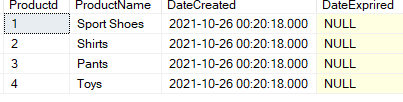 ProductId ProductName DateCreated DateExprired
1 Sport Shoes 2021-10-26 00:20:18.000 NULL
2 Shirts 2021-10-26 00:20:18.000 NULL
3 Pants 2021-10-26 00:20:18.000 NULL
4 Toys 2021-10-26 00:20:18.000 NULL